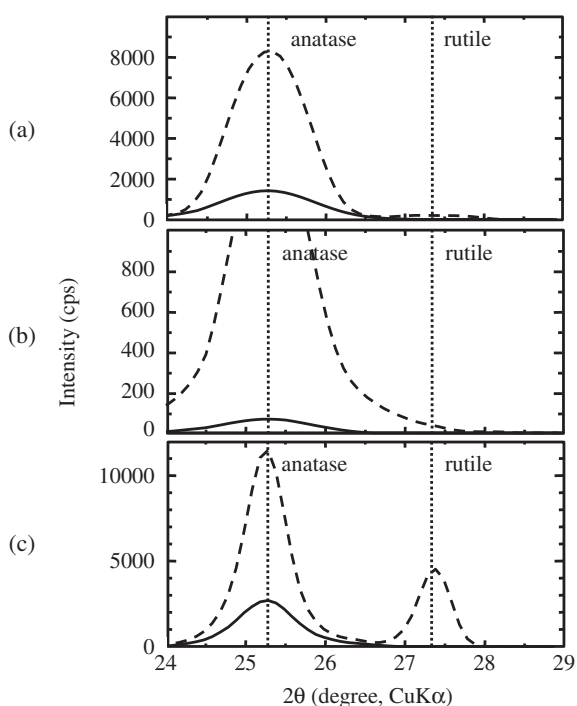 anatase rutile
8000
6000
(a)
4000
2000
0
anatase rutile
800
600
(b)
400
200
0
Intensity (cps)
anatase rutile
10000
(c)
5000
0
24 25 26 27 28 29
2θ (degree, CuKα)